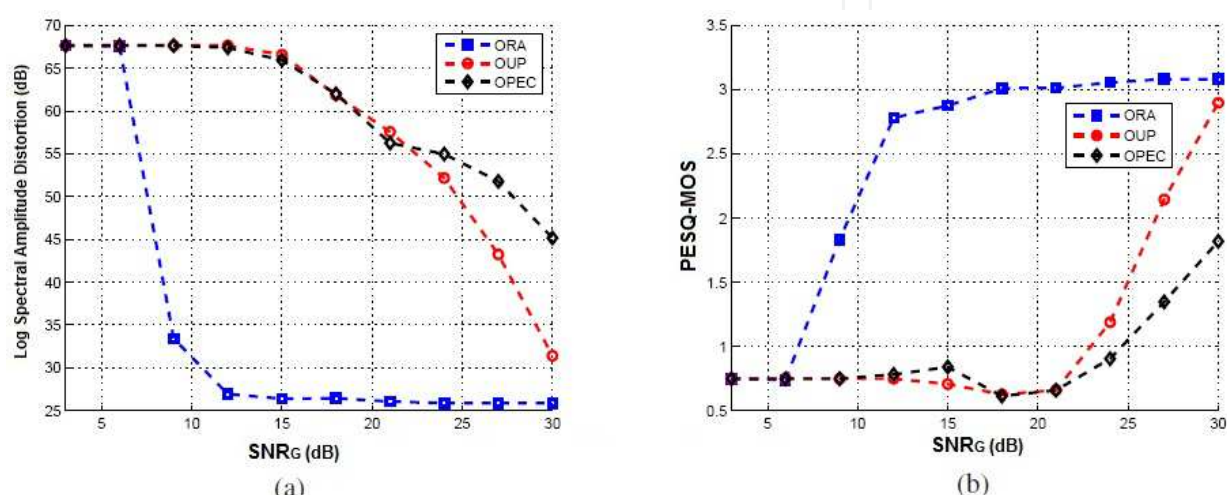 70
65
60
55
50
45
40
35
30
25
Log Spectral Amplitude Distortion (dB)
ORA
OUP
OPEC
5 10 15 20 25 30
SNRG (dB)
(a)
3.5
3
2.5
2
1.5
1
0.5
PESQ-MOS
ORA
OUP
OPEC
5 10 15 20 25 30
SNRG (dB)
(b)